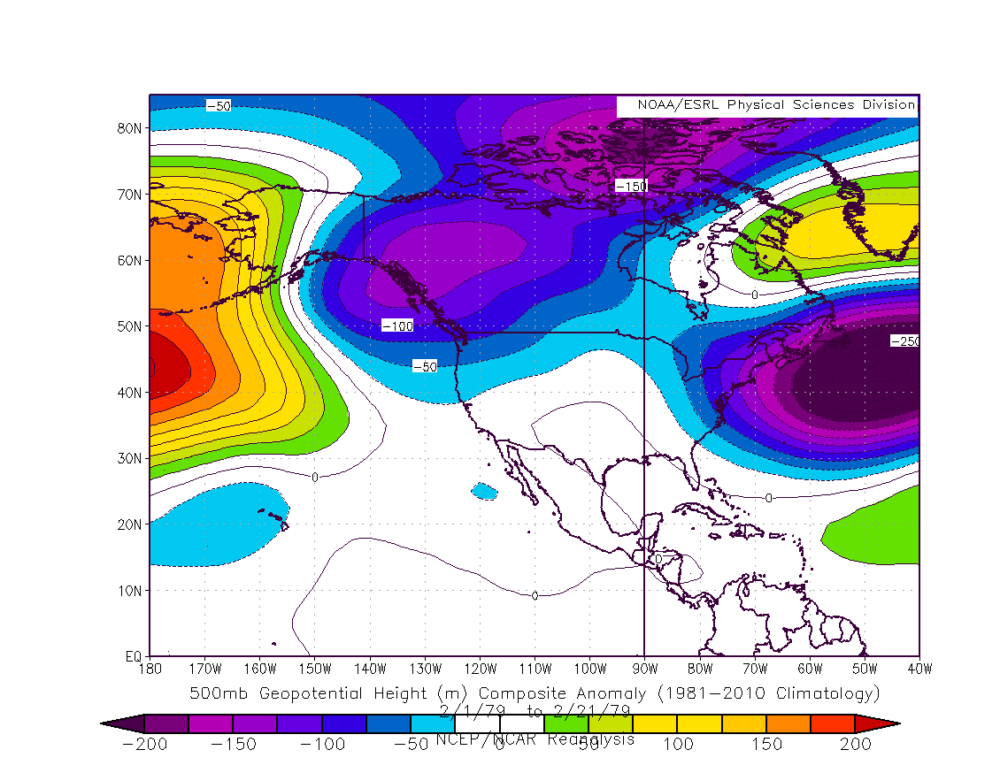 NOAA/ESRL Physical Sciences Division
−50
80N
−150
70N
60N
0
50N
−100
−250
−50
40N
30N
0
0
20N
0
10N
0
EQ
180 170W 160W 150W 140W 130W 120W 110W 100W 90W 80W 70W 60W 50W 40W
500mb Geopotential Height (m) Composite Anomaly (1981−2010 Climatology)
2/1/79 to 2/21/79
NCEP/NCAR Reanalysis
−200 −150 −100 −50 0 50 100 150 200